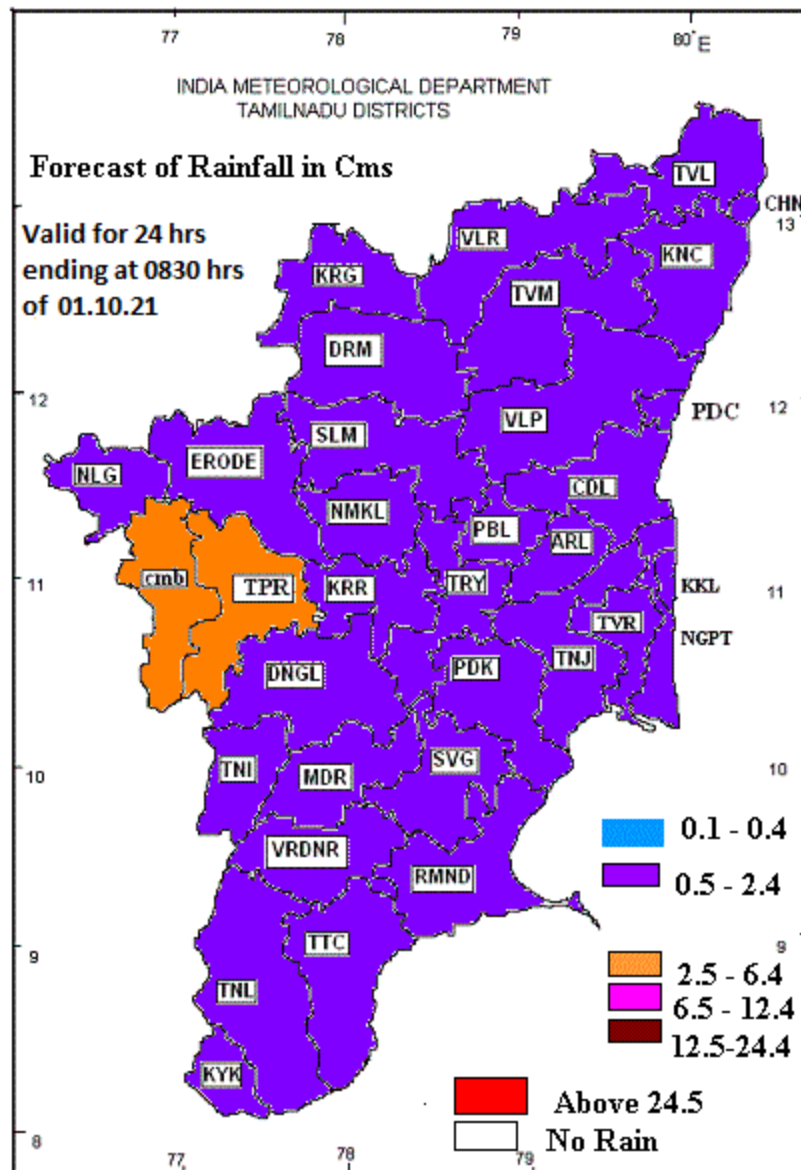 77 78 79 80°E
INDIA METEOROLOGICAL DEPARTMENT
TAMILNADU DISTRICTS
Forecast of Rainfall in Cms
TVL
CHN
13
Valid for 24 hrs
ending at 0830 hrs
of 01.10.21
VLR
KNC
KRG
TVM
DRM
12
12
PDC
VLP
SLM
ERODE
NLG
CDL
NMKL
PBL
ARL
11
cmb
TPR
KRR
TRY
KKL
11
TVR
NGPT
TNJ
DNGL
PDK
10
TNI
MDR
SVG
10
0.1 - 0.4
VRDNR
RMND
0.5 - 2.4
9
TTC
9
2.5 - 6.4
TNL
6.5 - 12.4
12.5-24.4
KYK
Above 24.5
8
No Rain
77 78 79